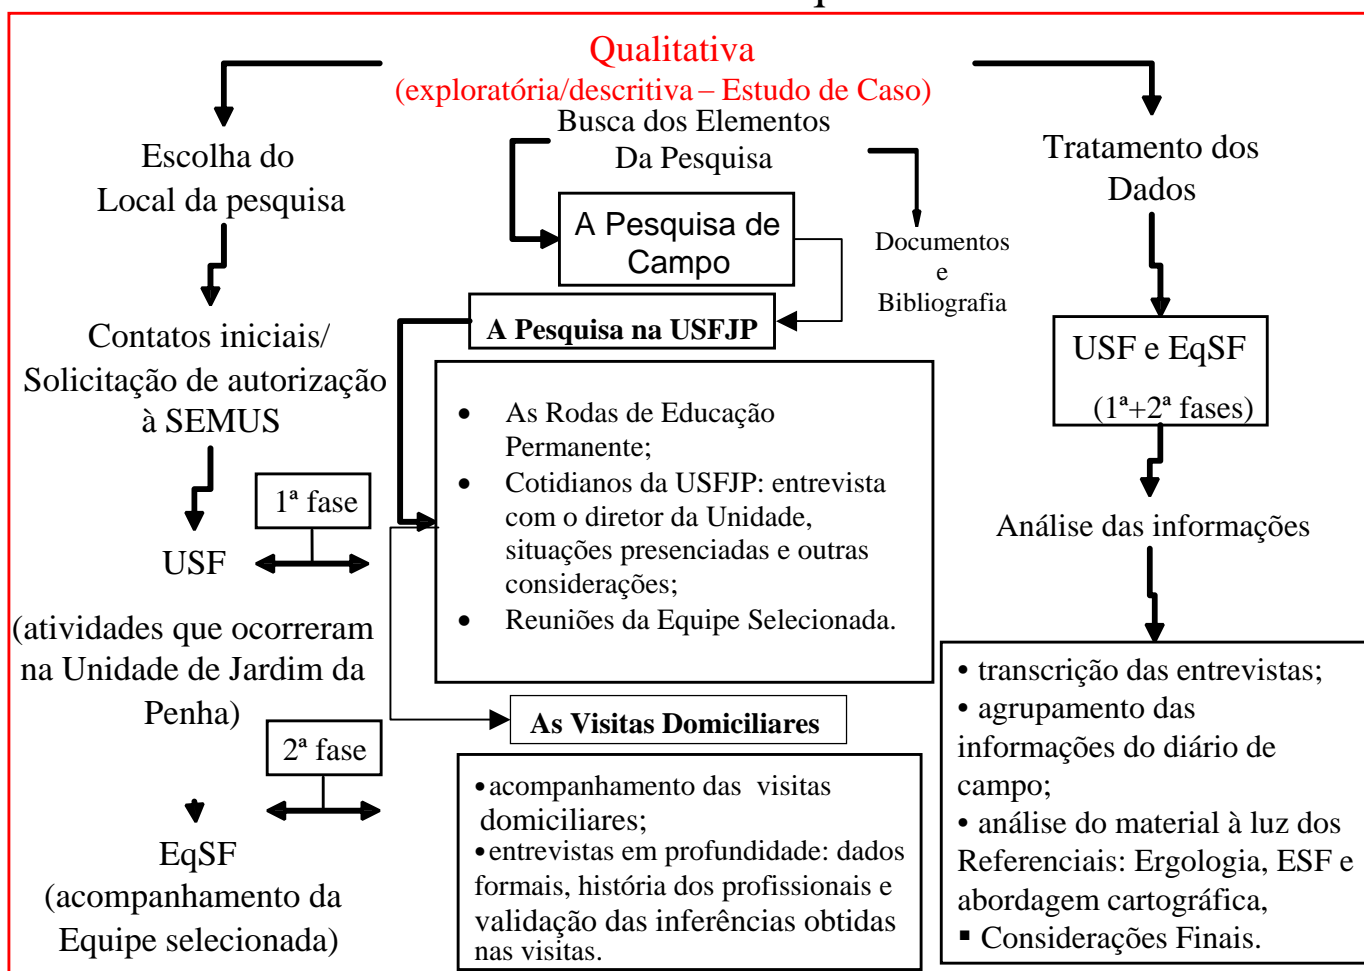 Qualitativa
(exploratória/descritiva – Estudo de Caso)
Escolha do
Local da pesquisa
Contatos iniciais/
Solicitação de autorização
à SEMUS
1ª fase
USF
(atividades que ocorreram
na Unidade de Jardim da
Penha)
2ª fase
EqSF
(acompanhamento da
Equipe selecionada)
Busca dos Elementos
Da Pesquisa
A Pesquisa de
Campo
Documentos
e
Bibliografia
A Pesquisa na USFJP
• As Rodas de Educação
Permanente;
• Cotidianos da USFJP: entrevista
com o diretor da Unidade,
situações presenciadas e outras
considerações;
• Reuniões da Equipe Selecionada.
As Visitas Domiciliares
•acompanhamento das visitas
domiciliares;
•entrevistas em profundidade: dados
formais, história dos profissionais e
validação das inferências obtidas
nas visitas.
Tratamento dos
Dados
USF e EqSF
(1ª+2ª fases)
Análise das informações
• transcrição das entrevistas;
• agrupamento das
informações do diário de
campo;
• análise do material à luz dos
Referenciais: Ergologia, ESF e
abordagem cartográfica,
▪ Considerações Finais.